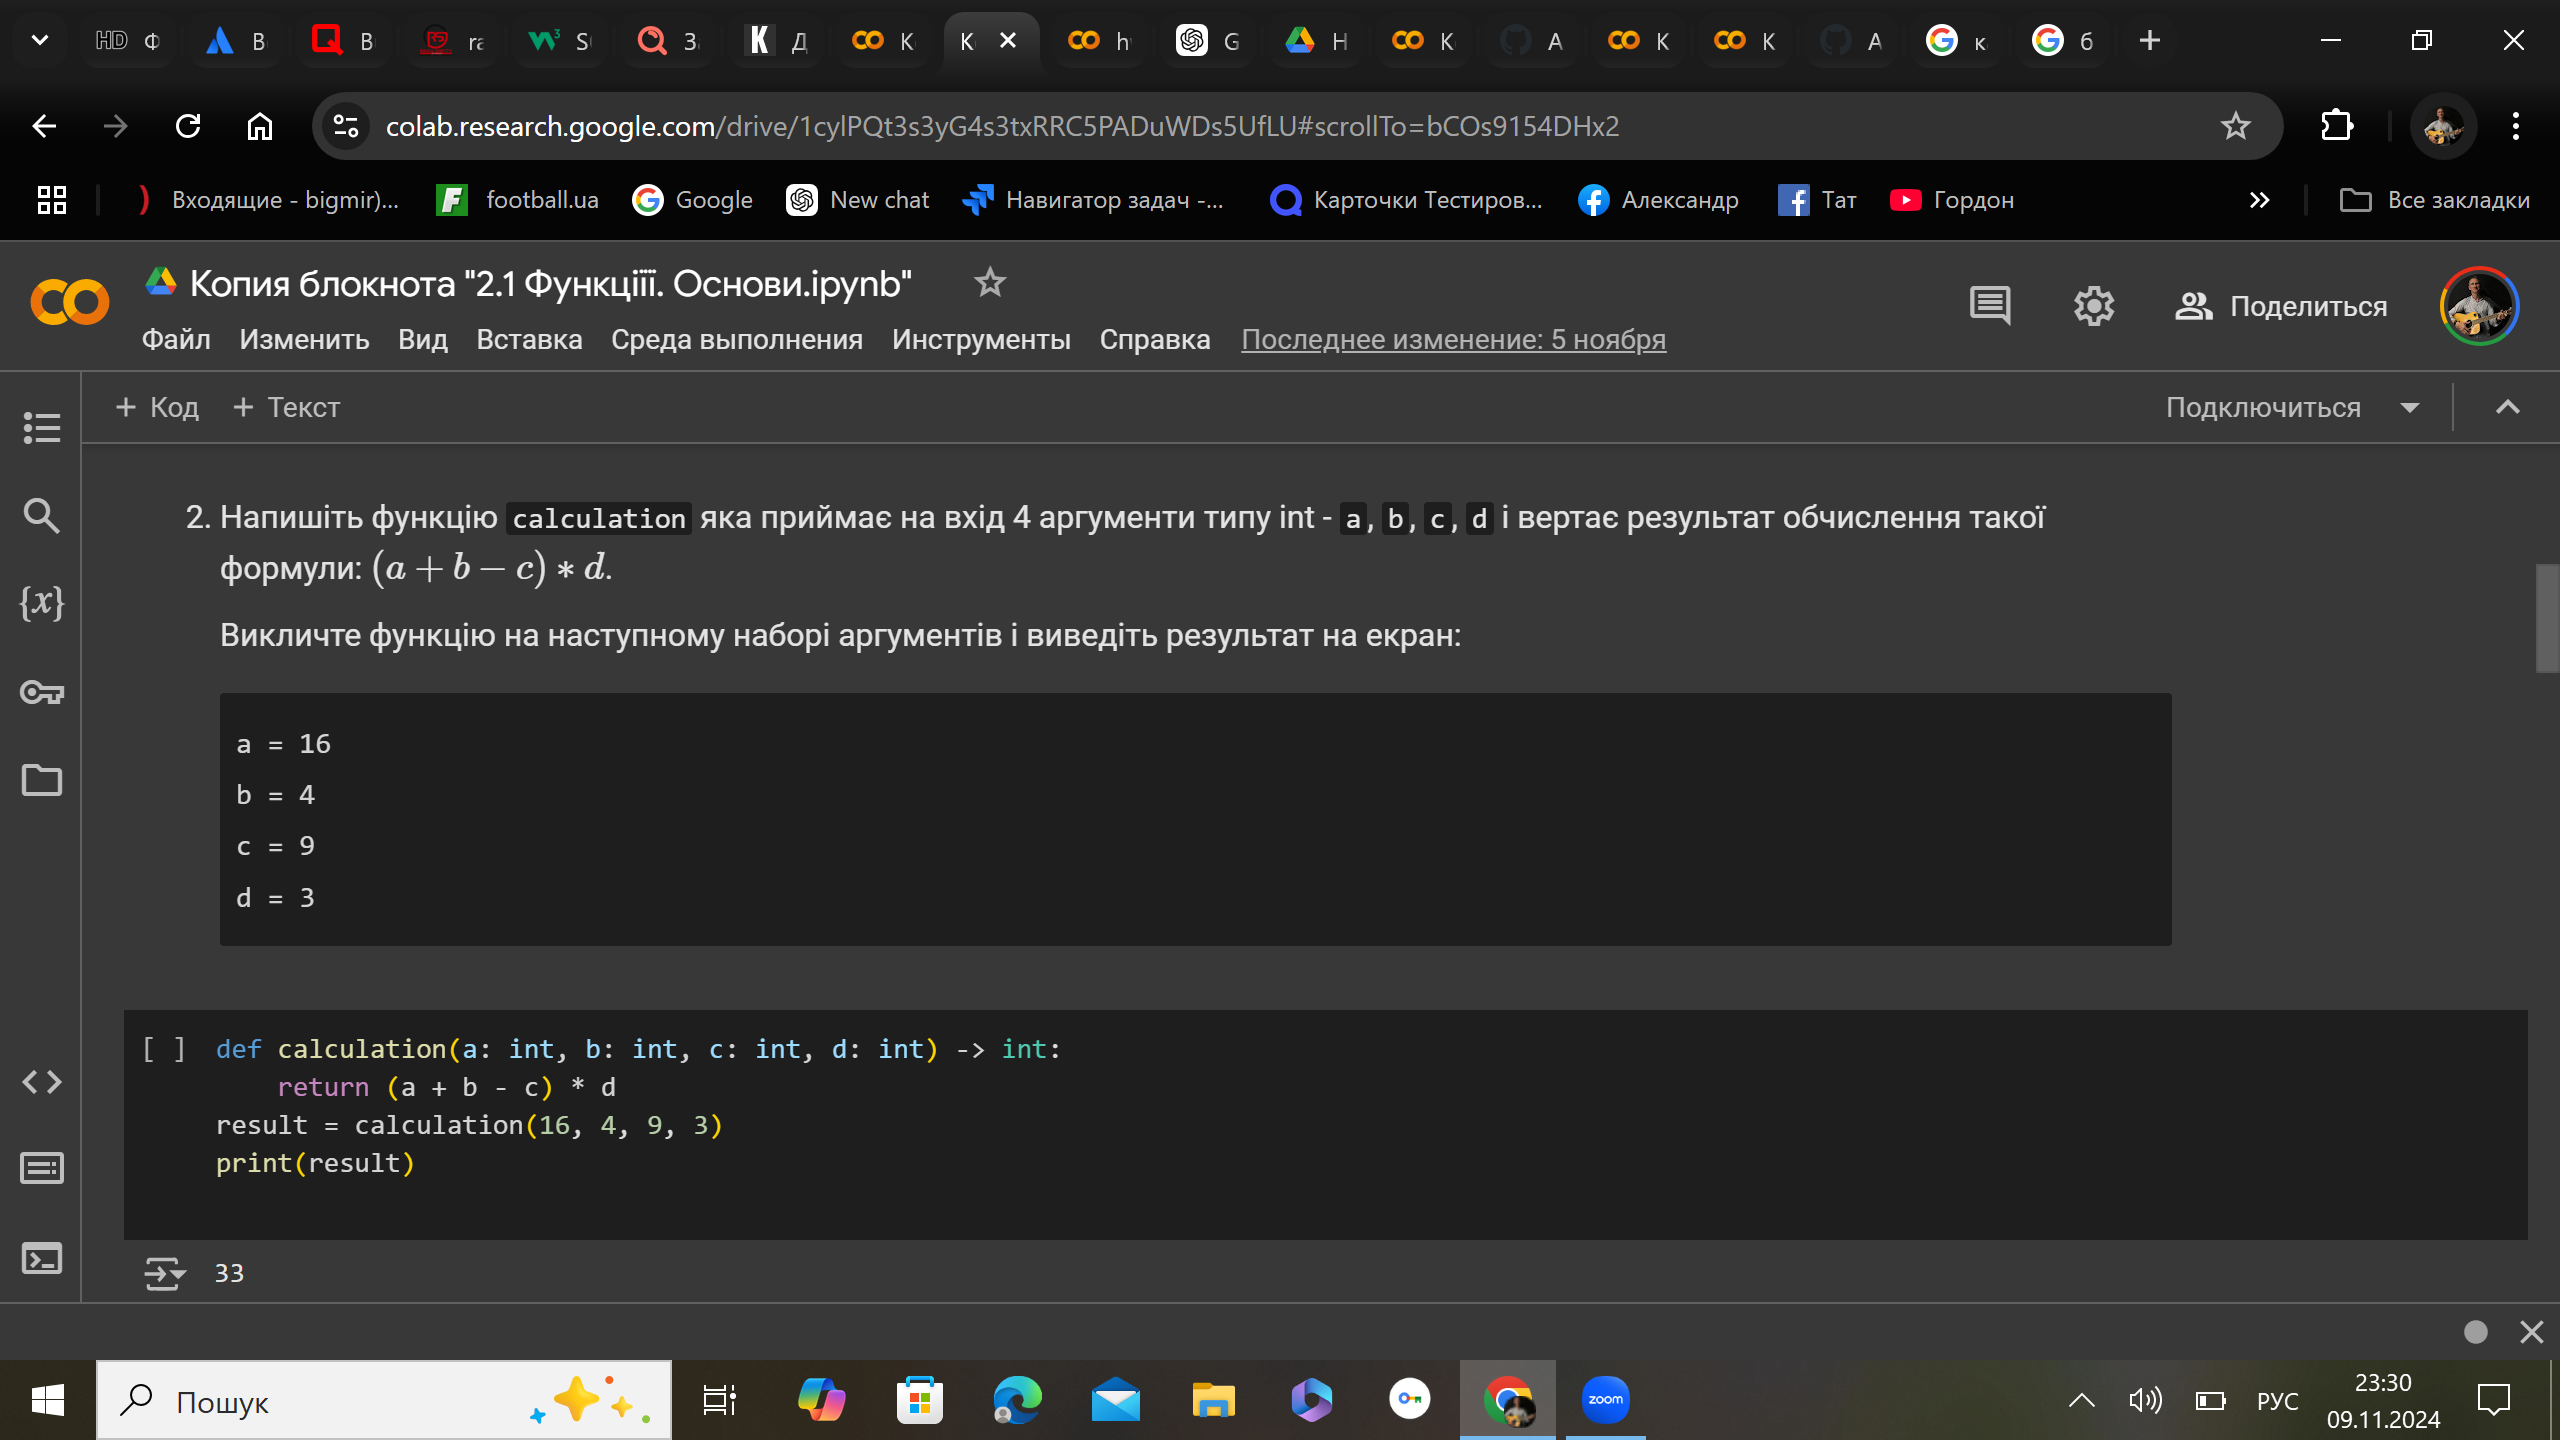 HD Ф В В ra S З Д К К h G Н К А К К А к б
colab.research.google.com/drive/1cylPQt3s3yG4s3txRRC5PADuWDs5UfLU#scrollTo=bCOs9154DHx2
Входящие - bigmir)... football.ua Google New chat Навигатор задач -... Карточки Тестиров... Александр Тат Гордон Все закладки
Копия блокнота "2.1 Функціїї. Основи.ipynb"
Поделиться
Файл Изменить Вид Вставка Среда выполнения Инструменты Справка Последнее изменение: 5 ноября
+ Код + Текст Подключиться
2. Напишіть функцію calculation яка приймає на вхід 4 аргументи типу int - a, b, c, d і вертає результат обчислення такої
формули: (a + b − c) ∗ d.
Викличте функцію на наступному наборі аргументів і виведіть результат на екран:
a = 16
b = 4
c = 9
d = 3
[ ] def calculation(a: int, b: int, c: int, d: int) -> int:
return (a + b - c) * d
result = calculation(16, 4, 9, 3)
print(result)
33
Пошук
zoom
РУС
23:30
09.11.2024